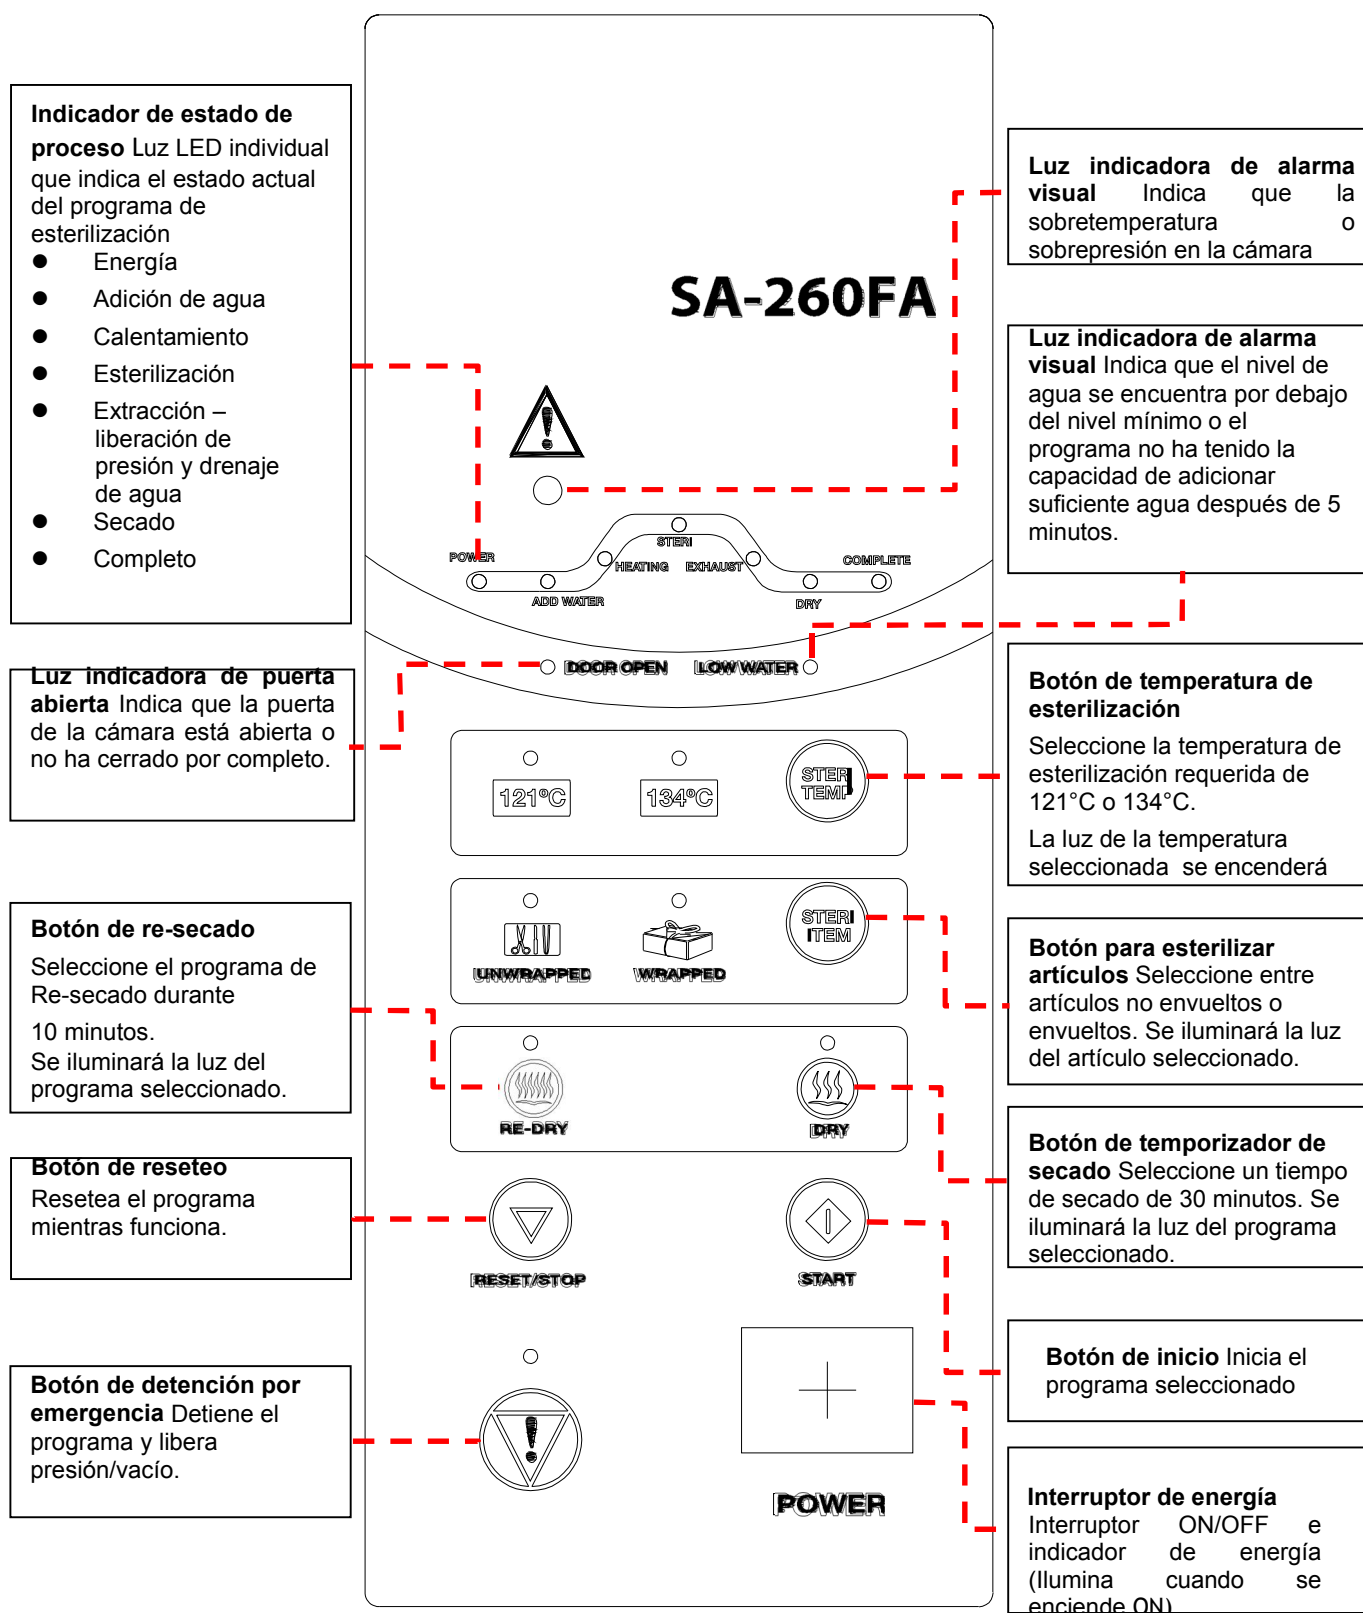 Indicador de estado de
proceso Luz LED individual
que indica el estado actual
del programa de
esterilización
● Energía
● Adición de agua
● Calentamiento
● Esterilización
● Extracción –
liberación de
presión y drenaje
de agua
● Secado
● Completo
Luz indicadora de puerta
abierta Indica que la puerta
de la cámara está abierta o
no ha cerrado por completo.
Botón de re-secado
Seleccione el programa de
Re-secado durante
10 minutos.
Se iluminará la luz del
programa seleccionado.
Botón de reseteo
Resetea el programa
mientras funciona.
Botón de detención por
emergencia Detiene el
programa y libera
presión/vacío.
SA-260FA
POWER
ADD WATER
HEATING
STERI
EXHAUST
DRY
COMPLETE
DOOR OPEN LOW WATER
121ºC 134ºC
STERI
TEMP
UNWRAPPED WRAPPED
STERI
ITEM
RE-DRY DRY
RESET/STOP START
POWER
Luz indicadora de alarma
visual Indica que la
sobretemperatura o
sobrepresión en la cámara
Luz indicadora de alarma
visual Indica que el nivel de
agua se encuentra por debajo
del nivel mínimo o el
programa no ha tenido la
capacidad de adicionar
suficiente agua después de 5
minutos.
Botón de temperatura de
esterilización
Seleccione la temperatura de
esterilización requerida de
121°C o 134°C.
La luz de la temperatura
seleccionada se encenderá
Botón para esterilizar
artículos Seleccione entre
artículos no envueltos o
envueltos. Se iluminará la luz
del artículo seleccionado.
Botón de temporizador de
secado Seleccione un tiempo
de secado de 30 minutos. Se
iluminará la luz del programa
seleccionado.
Botón de inicio Inicia el
programa seleccionado
Interruptor de energía
Interruptor ON/OFF e
indicador de energía
(Ilumina cuando se
enciende ON)